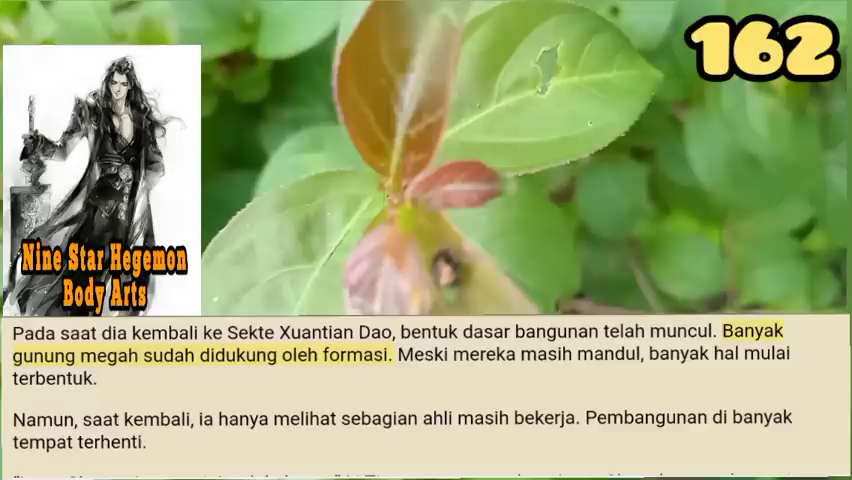 162
Nine Star Hegemon
Body Arts
Pada saat dia kembali ke Sekte Xuantian Dao, bentuk dasar bangunan telah muncul. Banyak
gunung megah sudah didukung oleh formasi. Meski mereka masih mandul, banyak hal mulai
terbentuk.
Namun, saat kembali, ia hanya melihat sebagian ahli masih bekerja. Pembangunan di banyak
tempat terhenti.